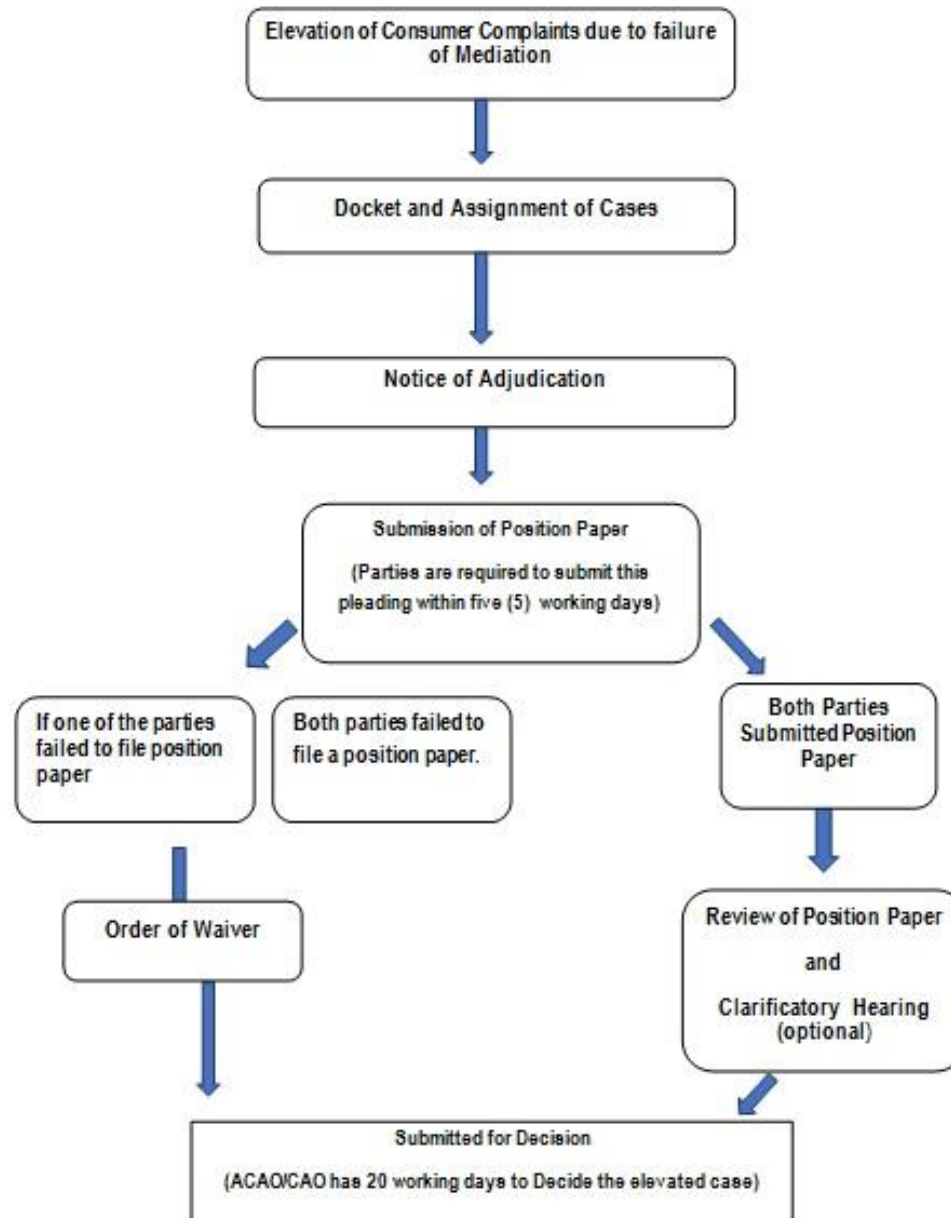 Elevation of Consumer Complaints due to failure
of Mediation
Docket and Assignment of Cases
Notice of Adjudication
Submission of Position Paper
(Parties are required to submit this
pleading within five (5) working days)
If one of the parties
failed to file position
paper
Both parties failed to
file a position paper.
Both Parties
Submitted Position
Paper
Order of Waiver
Review of Position Paper
and
Clarificatory Hearing
(optional)
Submitted for Decision
(ACAO/CAO has 20 working days to Decide the elevated case)